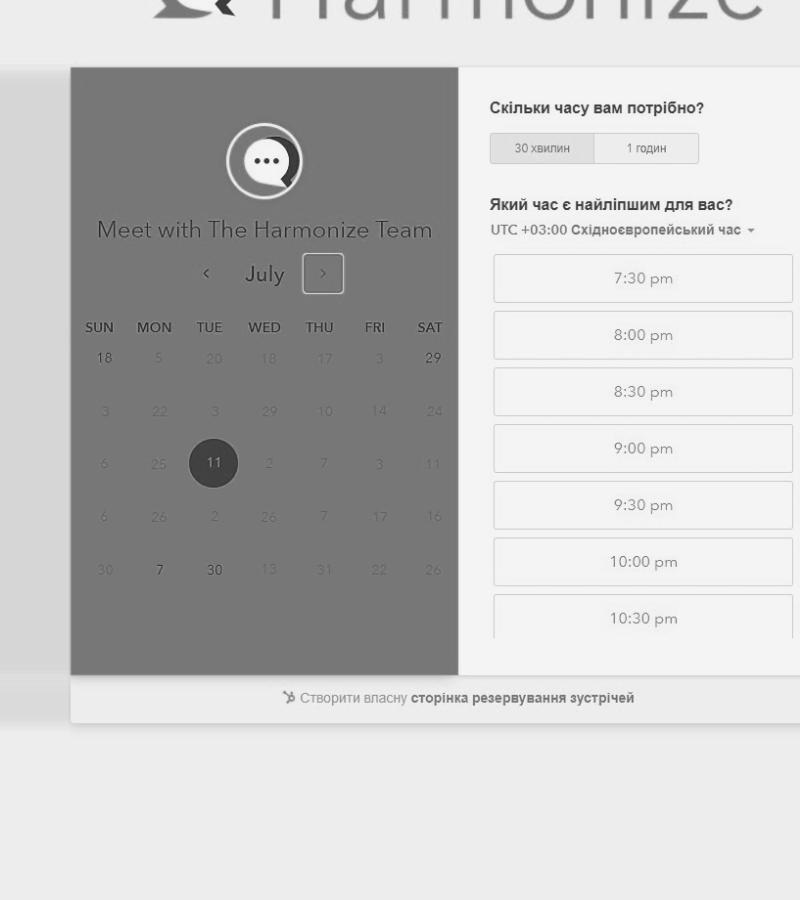 Harmonize
Meet with The Harmonize Team
July
SUN MON TUE WED THU FRI SAT
18 5 20 18 17 3 29
3 22 3 29 10 14 24
6 25 11 2 7 3 11
6 26 2 26 7 17 16
30 7 30 13 31 22 26
Скільки часу вам потрібно?
30 хвилин 1 годин
Який час є найліпшим для вас?
UTC +03:00 Східноєвропейський час
7:30 pm
8:00 pm
8:30 pm
9:00 pm
9:30 pm
10:00 pm
10:30 pm
Створити власну сторінка резервування зустрічей